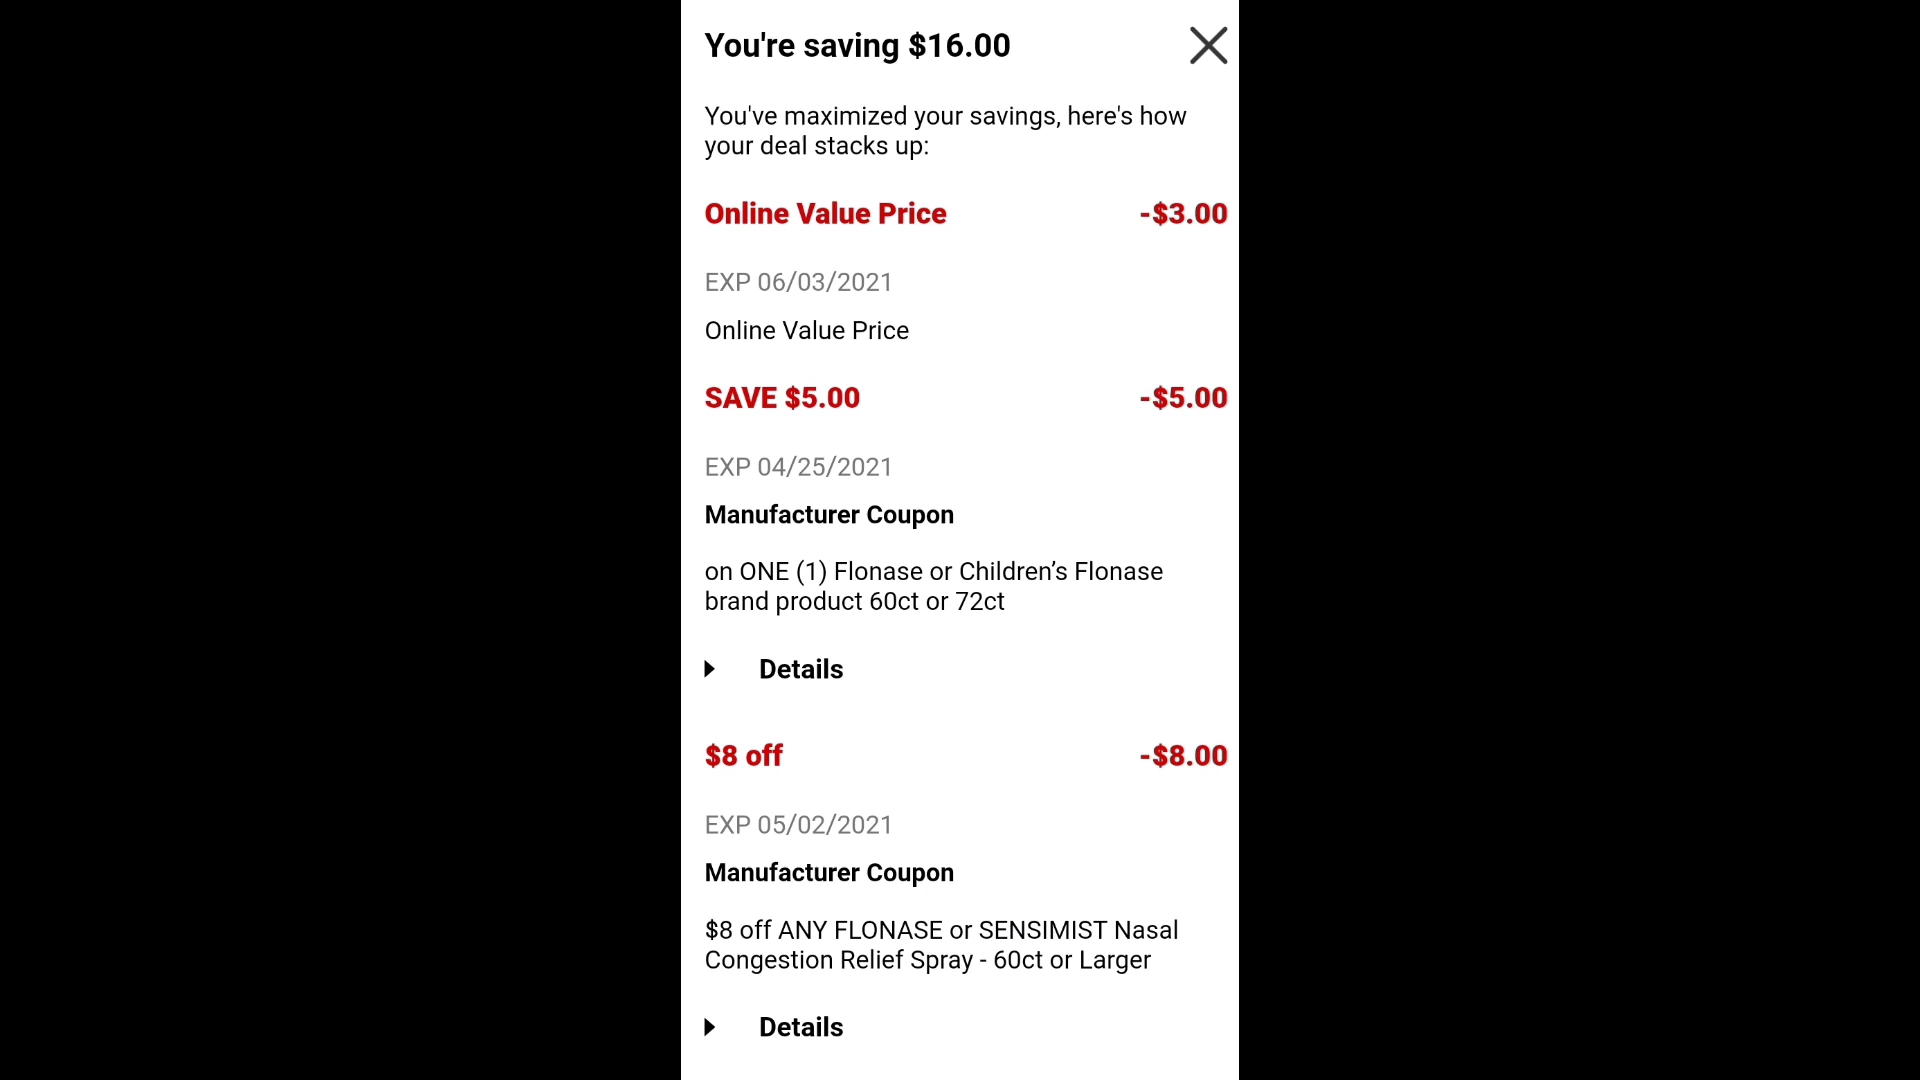 You're saving $16.00
You've maximized your savings, here's how
your deal stacks up:
Online Value Price -$3.00
EXP 06/03/2021
Online Value Price
SAVE $5.00 -$5.00
EXP 04/25/2021
Manufacturer Coupon
on ONE (1) Flonase or Children’s Flonase
brand product 60ct or 72ct
Details
$8 off -$8.00
EXP 05/02/2021
Manufacturer Coupon
$8 off ANY FLONASE or SENSIMIST Nasal
Congestion Relief Spray - 60ct or Larger
Details